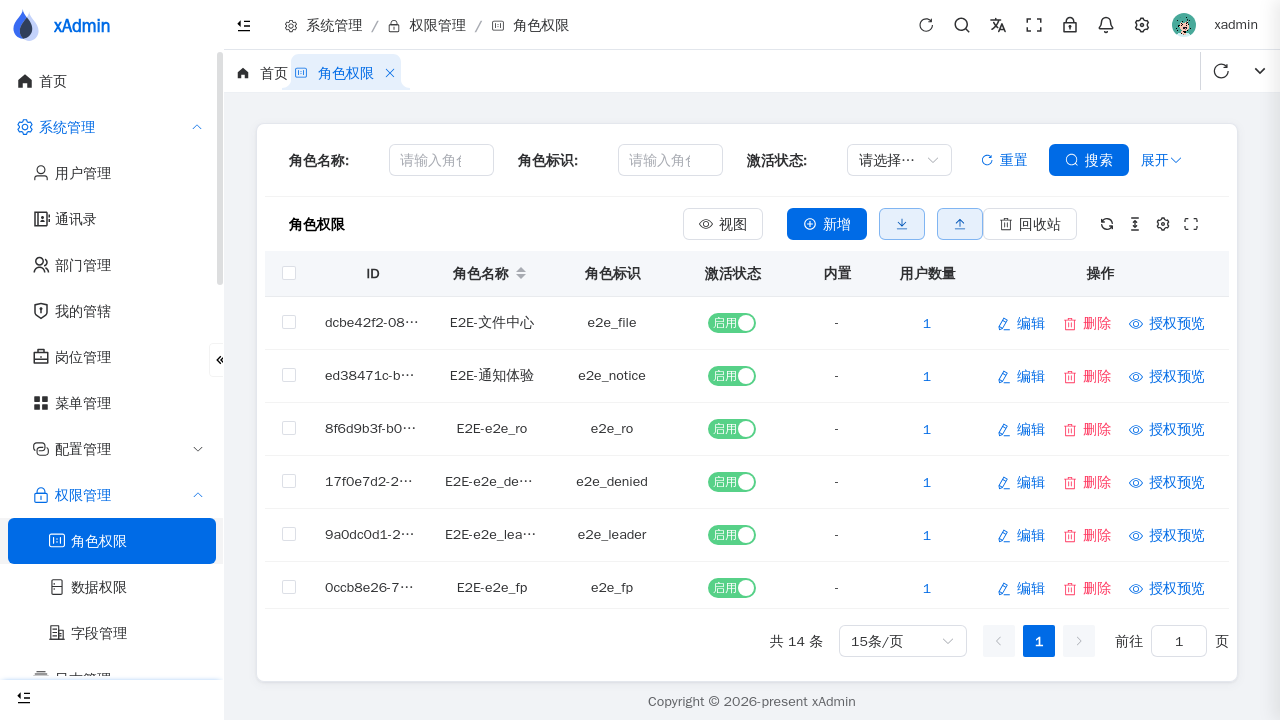 xAdmin
系统管理 / 权限管理 / 角色权限
xadmin
首页
角色权限
首页
系统管理
用户管理
通讯录
部门管理
我的管辖
岗位管理
菜单管理
配置管理
权限管理
角色权限
数据权限
字段管理
角色名称:
请输入角色
角色标识:
请输入角色
激活状态:
请选择…
重置
搜索
展开
角色权限
视图
新增
回收站
ID 角色名称 角色标识 激活状态 内置 用户数量 操作
dcbe42f2-08… E2E-文件中心 e2e_file 启用 - 1 编辑 删除 授权预览
ed38471c-b… E2E-通知体验 e2e_notice 启用 - 1 编辑 删除 授权预览
8f6d9b3f-b0… E2E-e2e_ro e2e_ro 启用 - 1 编辑 删除 授权预览
17f0e7d2-2… E2E-e2e_de… e2e_denied 启用 - 1 编辑 删除 授权预览
9a0dc0d1-2… E2E-e2e_lea… e2e_leader 启用 - 1 编辑 删除 授权预览
0ccb8e26-7… E2E-e2e_fp e2e_fp 启用 - 1 编辑 删除 授权预览
共 14 条
15条/页
1
前往 1 页
Copyright © 2026-present xAdmin